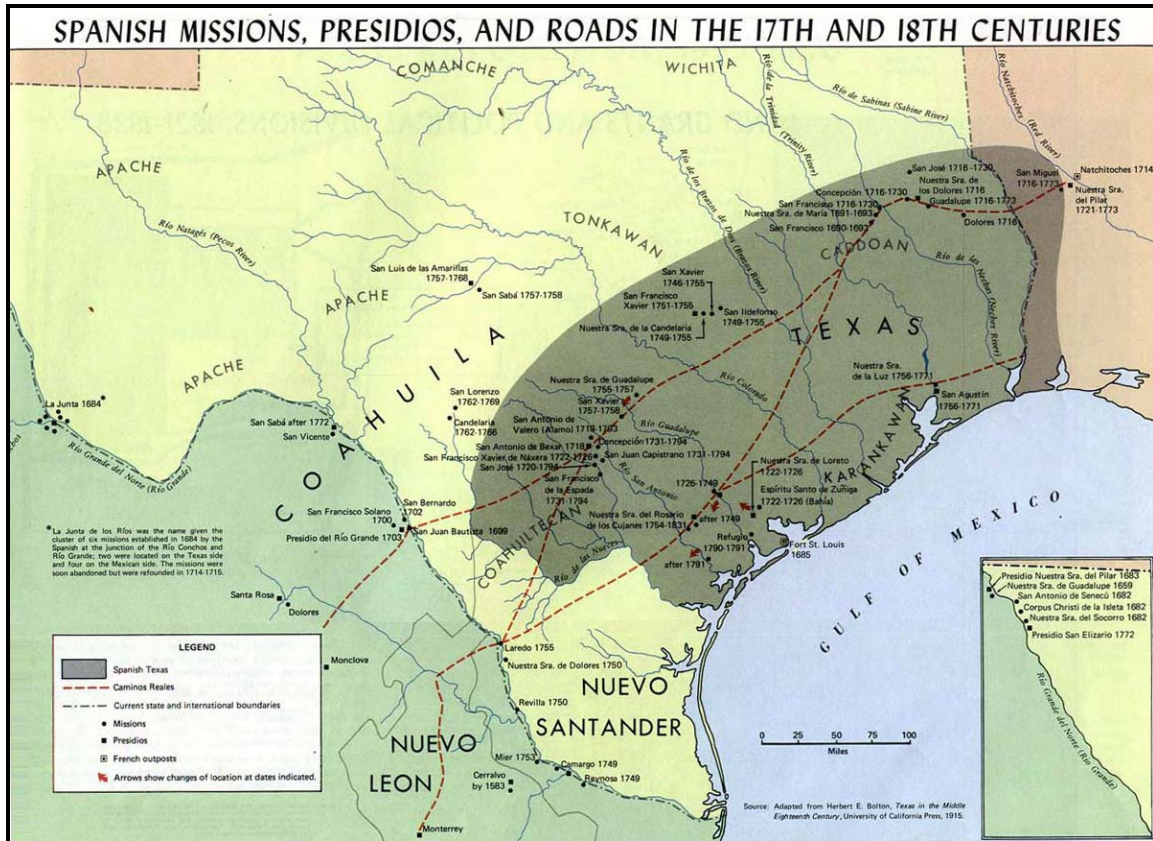 SPANISH MISSIONS, PRESIDIOS, AND ROADS IN THE 17TH AND 18TH CENTURIES
COMANCHE
WICHITA
Río de la Trinidad (Trinity River)
Río de Sabinas (Sabine River)
Río Natchitoches (Red River)
APACHE
Río Natagés (Pecos River)
TONKAWAN
Río de los Brazos de Dios (Brazos River)
San José 1716-1730
San Miguel
1716-1773
Natchitoches 1714
Nuestra Sra.
del Pilar
1721-1773
Nuestra Sra. de
los Dolores 1716
Concepción 1716-1730
Guadalupe 1716-1773
San Francisco 1716-1730
Nuestra Sra. de María 1691-1693
San Francisco 1690-1693
Dolores 1716
CADDOAN
Río de las Nechas (Neches River)
San Luis de las Amarillas
1757-1768
San Sabá 1757-1758
APACHE
San Xavier
1746-1755
San Francisco
Xavier 1751-1755
San Ildefonso
1749-1755
Nuestra Sra. de la Candelaria
1749-1755
TEXAS
COAHUILA
APACHE
La Junta 1684*
San Lorenzo
1762-1769
Candelaria
1762-1766
Nuestra Sra. de Guadalupe
1755-1757
San Xavier
1757-1758
Río Colorado
Nuestra Sra.
de la Luz 1756-1771
San Agustín
1756-1771
San Sabá after 1772
San Vicente
San Antonio de
Valero (Alamo) 1718-1793
Río Guadalupe
San Antonio de Bexar 1718
Concepción 1731-1794
San Francisco Xavier de Náxera 1722-1726
San Juan Capistrano 1731-1794
San José 1720-1794
San Francisco
de la Espada
1731-1794
Río San Antonio
KARANKAWAN
Nuestra Sra. de Loreto
1722-1726
1726-1749
Espíritu Santo de Zuñiga
1722-1726 (Bahía)
Río Grande del Norte (Río Grande)
San Bernardo
1702
San Francisco Solano
1700
San Juan Bautista 1699
Presidio del Río Grande 1703
COAHUILTECAN
Río de las Nueces
Nuestra Sra. del Rosario
de los Cujanes 1754-1831
after 1749
Refugio
1790-1791
after 1791
Fort St. Louis
1685
GULF OF MEXICO
*La Junta de los Ríos was the name given the
cluster of six missions established in 1684 by the
Spanish at the junction of the Río Conchos and
Río Grande; two were located on the Texas side
and four on the Mexican side. The missions were
soon abandoned but were refounded in 1714-1715.
Santa Rosa
Dolores
Monclova
Laredo 1755
Nuestra Sra. de Dolores 1750
Revilla 1750
NUEVO
SANTANDER
NUEVO
LEON
Mier 1753
Camargo 1749
Reynosa 1749
Cerralvo
by 1583
Monterrey
LEGEND
Spanish Texas
Caminos Reales
Current state and international boundaries
Missions
Presidios
French outposts
Arrows show changes of location at dates indicated.
0 25 50 75 100
Miles
Source: Adapted from Herbert E. Bolton, Texas in the Middle
Eighteenth Century, University of California Press, 1915.
Presidio Nuestra Sra. del Pilar 1683
Nuestra Sra. de Guadalupe 1659
San Antonio de Senecú 1682
Corpus Christi de la Isleta 1682
Nuestra Sra. del Socorro 1682
Presidio San Elizario 1772
Río Grande del Norte (Río Grande)